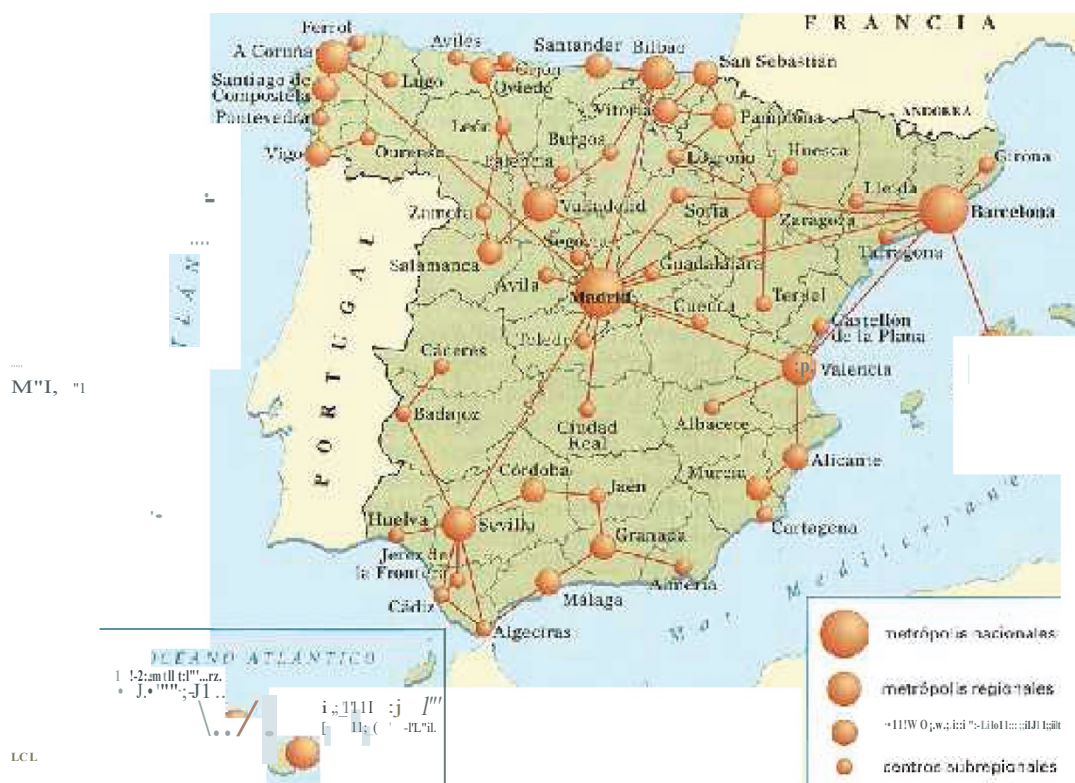 FRANCIA
Ferrol
A Coruña
Avilés
Santander
Bilbao
San Sebastián
Gijón
Oviedo
Lugo
Santiago de
Compostela
Pontevedra
Vitoria
Pamplona
ANDORRA
León
Burgos
Logroño
Huesca
Girona
Vigo
Ourense
Palencia
Lleida
Zamora
Valladolid
Soria
Zaragoza
Barcelona
Segovia
Salamanca
Guadalajara
Tarragona
Ávila
Madrid
Cuenca
Teruel
PORTUGAL
Toledo
Castellón
de la Plana
Cáceres
Valencia
Badajoz
Ciudad
Real
Albacete
Alicante
Córdoba
Jaén
Murcia
Huelva
Sevilla
Granada
Cartagena
Jerez de
la Frontera
Almería
Cádiz
Málaga
Algeciras
Mar Mediterrane
OCÉANO ATLÁNTICO
metrópolis nacionales
metrópolis regionales
centros subregionales
LCL